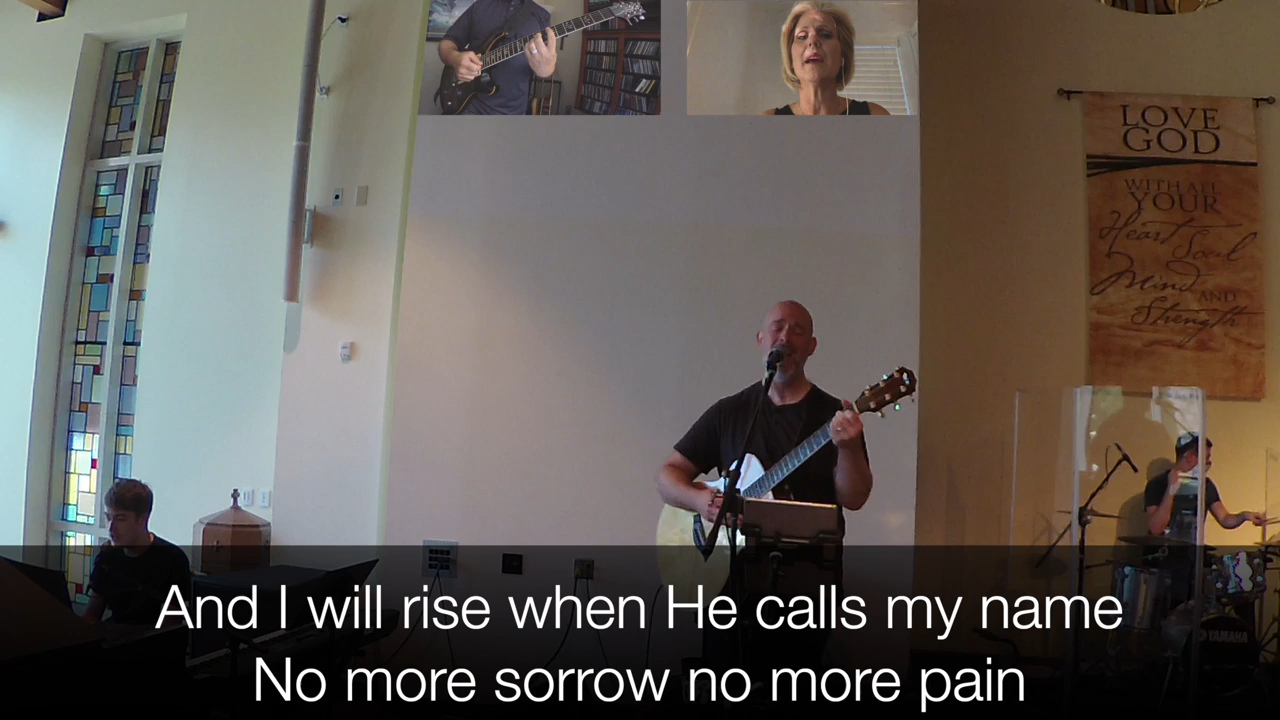 LOVE
GOD
WITH ALL
YOUR
Heart Soul
Mind AND
Strength
YAMAHA
And I will rise when He calls my name
No more sorrow no more pain